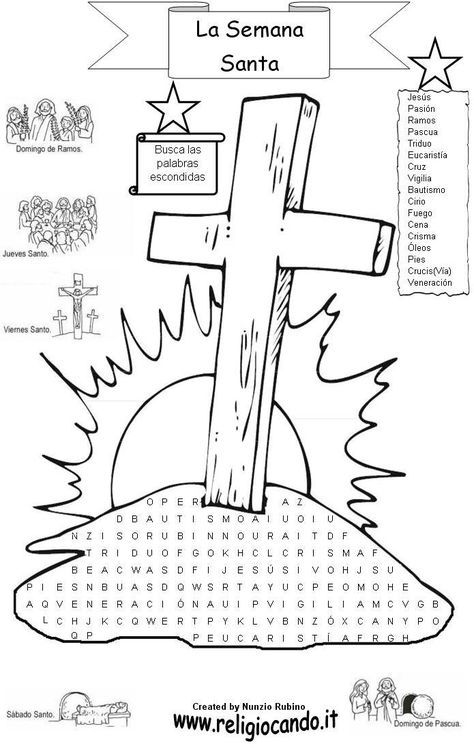 La Semana
Santa
Busca las
palabras
escondidas
Jesús
Pasión
Ramos
Pascua
Triduo
Eucaristía
Cruz
Vigilia
Bautismo
Cirio
Fuego
Cena
Crisma
Óleos
Pies
Crucis(Vía)
Veneración
Domingo de Ramos.
Jueves Santo.
Viernes Santo.
O P E R A Z
D B A U T I S M O A I U O I U
N Z I S O R U B I N N O U R A I T D F
T R I D U O F G O K H C L C R I S M A F
B E A C W A S D F I J E S Ú S I V O H J S U
P I E S N B U A S D Q W S R T A Y U C P E O M O H E
A Q V E N E R A C I Ó N A U I P V I G I L I A M C V G B
L C H J K C Q W E R T P Y K L V B N Z Ó X C A N Y P O
Q P P E U C A R I S T Í A F R G H
Sábado Santo.
Created by Nunzio Rubino
www.religiocando.it
Domingo de Pascua.